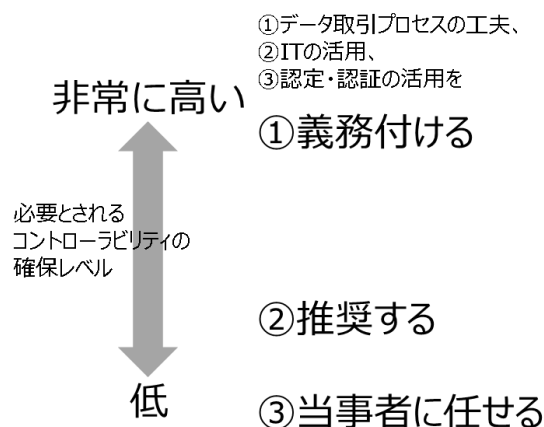 ①データ取引プロセスの工夫、
②ITの活用、
③認定・認証の活用を
非常に高い
①義務付ける
必要とされる
コントローラビリティの
確保レベル
②推奨する
低
③当事者に任せる